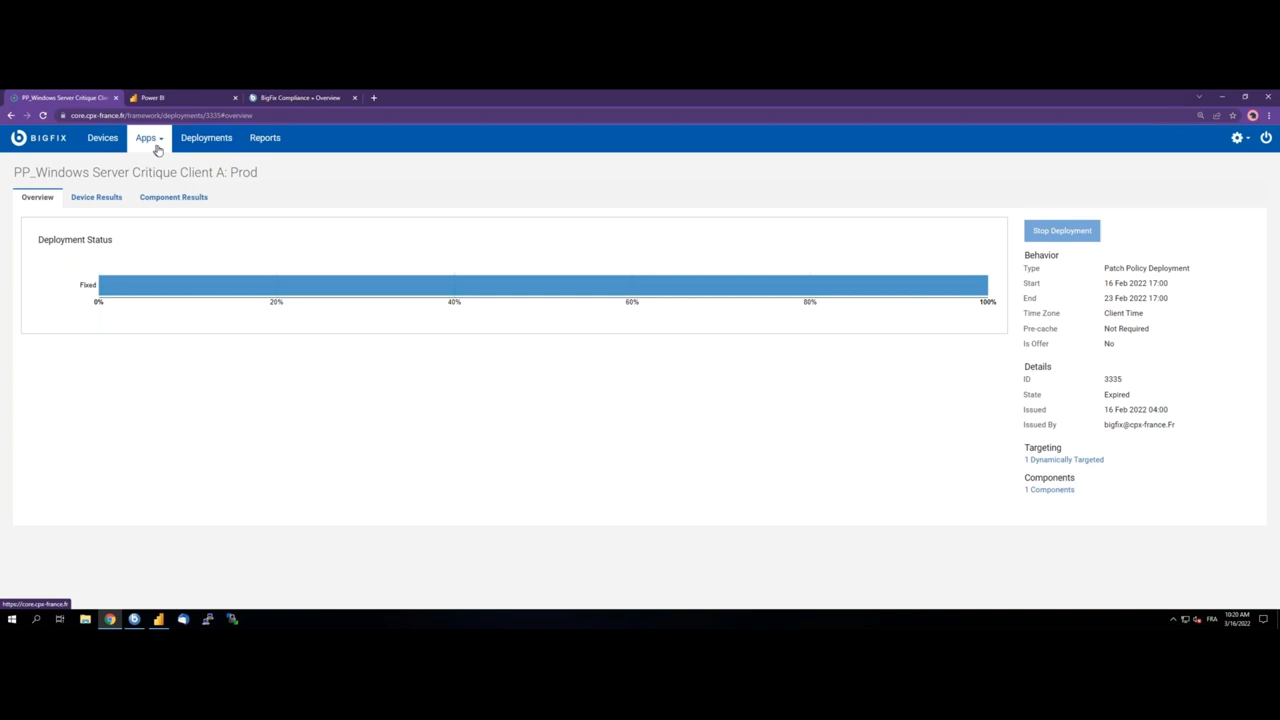 PP_Windows Server Critique Clie
Power BI
BigFix Compliance » Overview
core.cpx-france.fr/framework/deployments/3335#overview
BIGFIX
Devices
Apps
Deployments
Reports
PP_Windows Server Critique Client A: Prod
Overview
Device Results
Component Results
Deployment Status
Fixed
0%
20%
40%
60%
80%
100%
Stop Deployment
Behavior
Type Patch Policy Deployment
Start 16 Feb 2022 17:00
End 23 Feb 2022 17:00
Time Zone Client Time
Pre-cache Not Required
Is Offer No
Details
ID 3335
State Expired
Issued 16 Feb 2022 04:00
Issued By bigfix@cpx-france.Fr
Targeting
1 Dynamically Targeted
Components
1 Components
https://core.cpx-france.fr
FRA
10:20 AM
3/16/2022